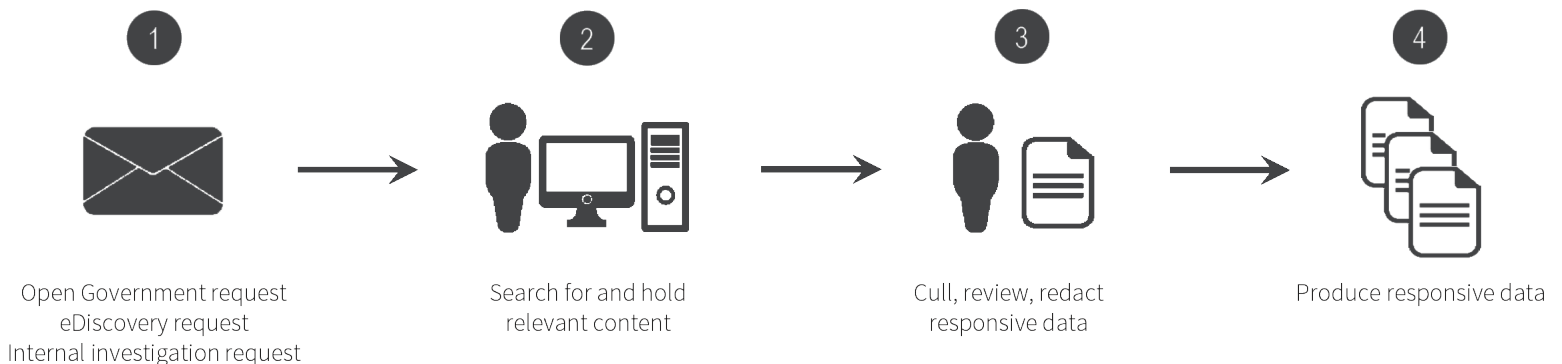 1
2
3
4
Open Government request
eDiscovery request
Internal investigation request
Search for and hold
relevant content
Cull, review, redact
responsive data
Produce responsive data